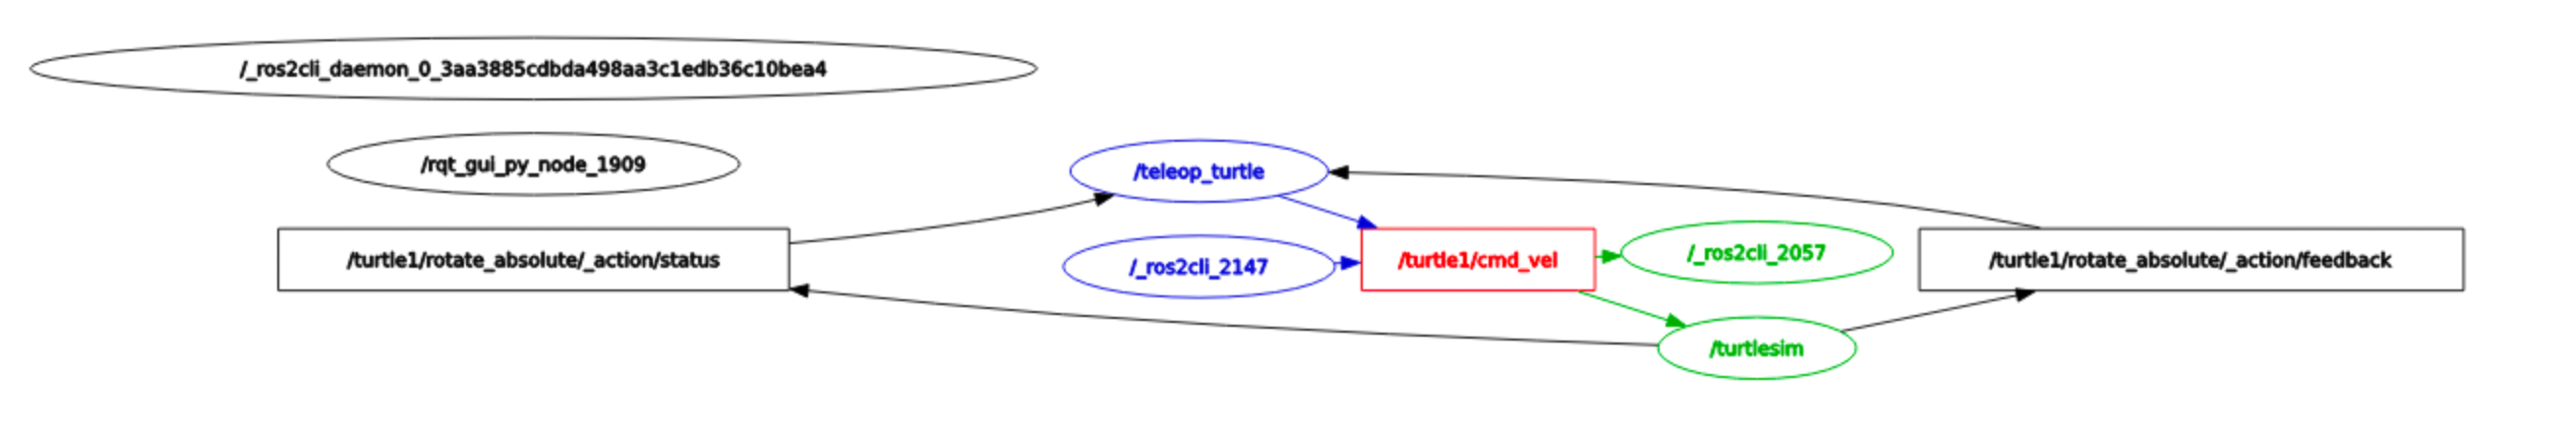 /_ros2cli_daemon_0_3aa3885cdbda498aa3c1edb36c10bea4
/rqt_gui_py_node_1909
/turtle1/rotate_absolute/_action/status
/teleop_turtle
/_ros2cli_2147
/turtle1/cmd_vel
/_ros2cli_2057
/turtlesim
/turtle1/rotate_absolute/_action/feedback